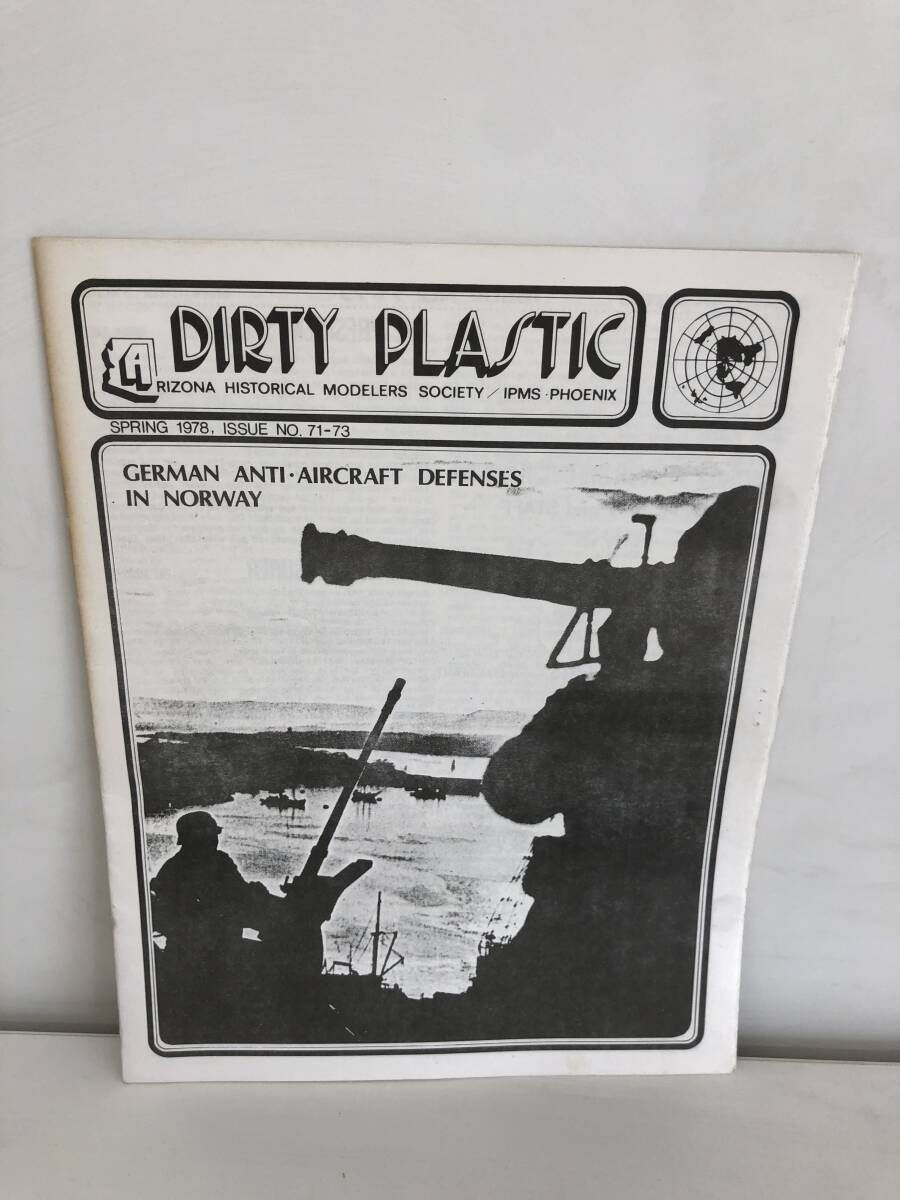 DIRTY PLASTIC
ARIZONA HISTORICAL MODELERS SOCIETY / IPMS · PHOENIX
SPRING 1978, ISSUE NO. 71-73
GERMAN ANTI·AIRCRAFT DEFENSES
IN NORWAY